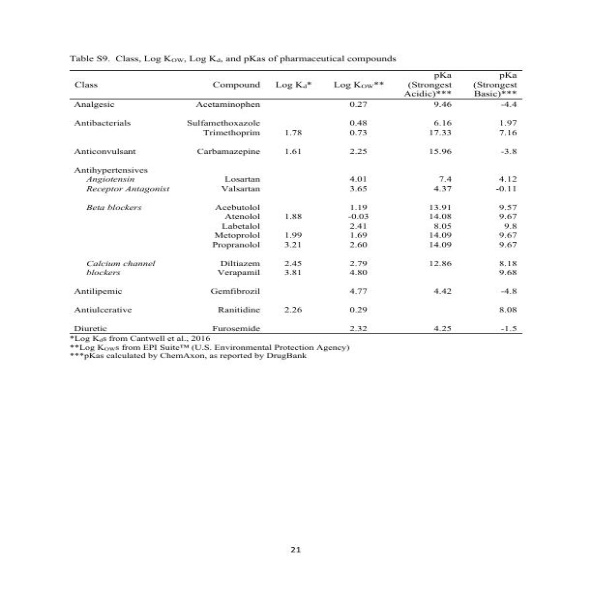 Table S9. Class, Log KOW, Log Kd, and pKas of pharmaceutical compounds
Class Compound Log Kd* Log KOW** pKa (Strongest Acidic)*** pKa (Strongest Basic)***
Analgesic Acetaminophen 0.27 9.46 -4.4
Antibacterials Sulfamethoxazole 0.48 6.16 1.97
Trimethoprim 1.78 0.73 17.33 7.16
Anticonvulsant Carbamazepine 1.61 2.25 15.96 -3.8
Antihypertensives
Angiotensin Losartan 4.01 7.4 4.12
Receptor Antagonist Valsartan 3.65 4.37 -0.11
Beta blockers Acebutolol 1.19 13.91 9.57
Atenolol 1.88 -0.03 14.08 9.67
Labetalol 2.41 8.05 9.8
Metoprolol 1.99 1.69 14.09 9.67
Propranolol 3.21 2.60 14.09 9.67
Calcium channel Diltiazem 2.45 2.79 12.86 8.18
blockers Verapamil 3.81 4.80 9.68
Antilipemic Gemfibrozil 4.77 4.42 -4.8
Antiulcerative Ranitidine 2.26 0.29 8.08
Diuretic Furosemide 2.32 4.25 -1.5
*Log Kds from Cantwell et al., 2016
**Log KOWs from EPI Suite™ (U.S. Environmental Protection Agency)
***pKas calculated by ChemAxon, as reported by DrugBank
21